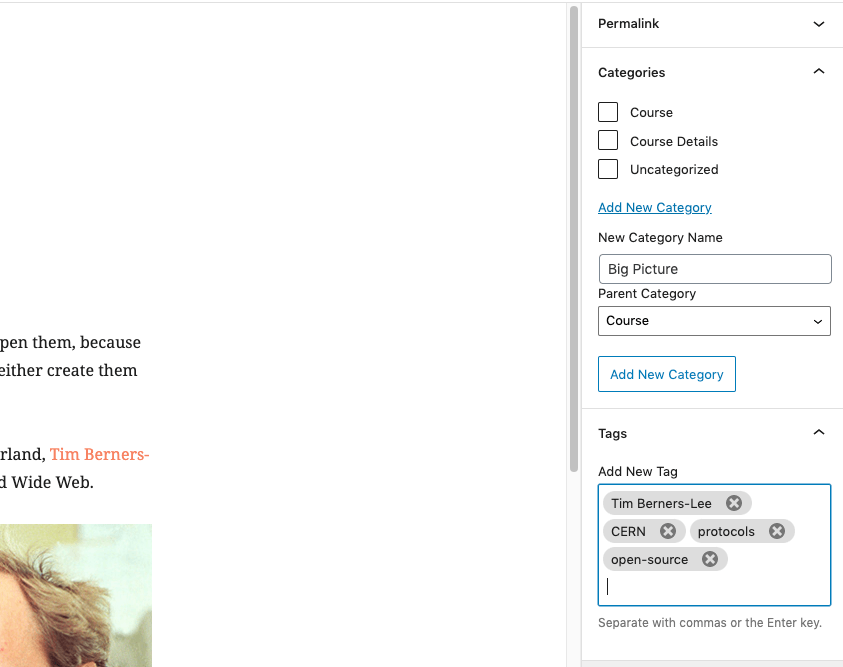 pen them, because
either create them
rland, Tim Berners-
d Wide Web.
Permalink
Categories
Course
Course Details
Uncategorized
Add New Category
New Category Name
Big Picture
Parent Category
Course
Add New Category
Tags
Add New Tag
Tim Berners-Lee
CERN protocols
open-source
Separate with commas or the Enter key.